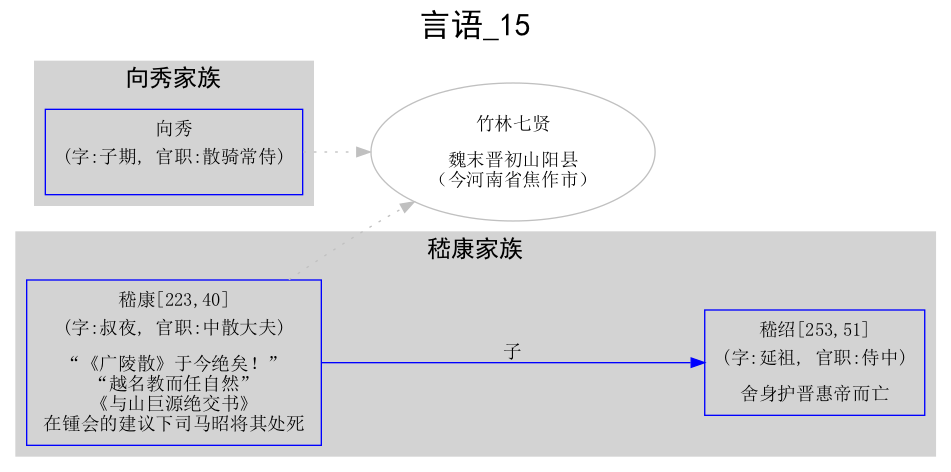 言语_15
向秀家族
向秀
(字:子期, 官职:散骑常侍)
竹林七贤
魏末晋初山阳县
（今河南省焦作市）
嵇康家族
嵇康[223,40]
(字:叔夜, 官职:中散大夫)
“《广陵散》于今绝矣！”
“越名教而任自然”
《与山巨源绝交书》
在锺会的建议下司马昭将其处死
子
嵇绍[253,51]
(字:延祖, 官职:侍中)
舍身护晋惠帝而亡